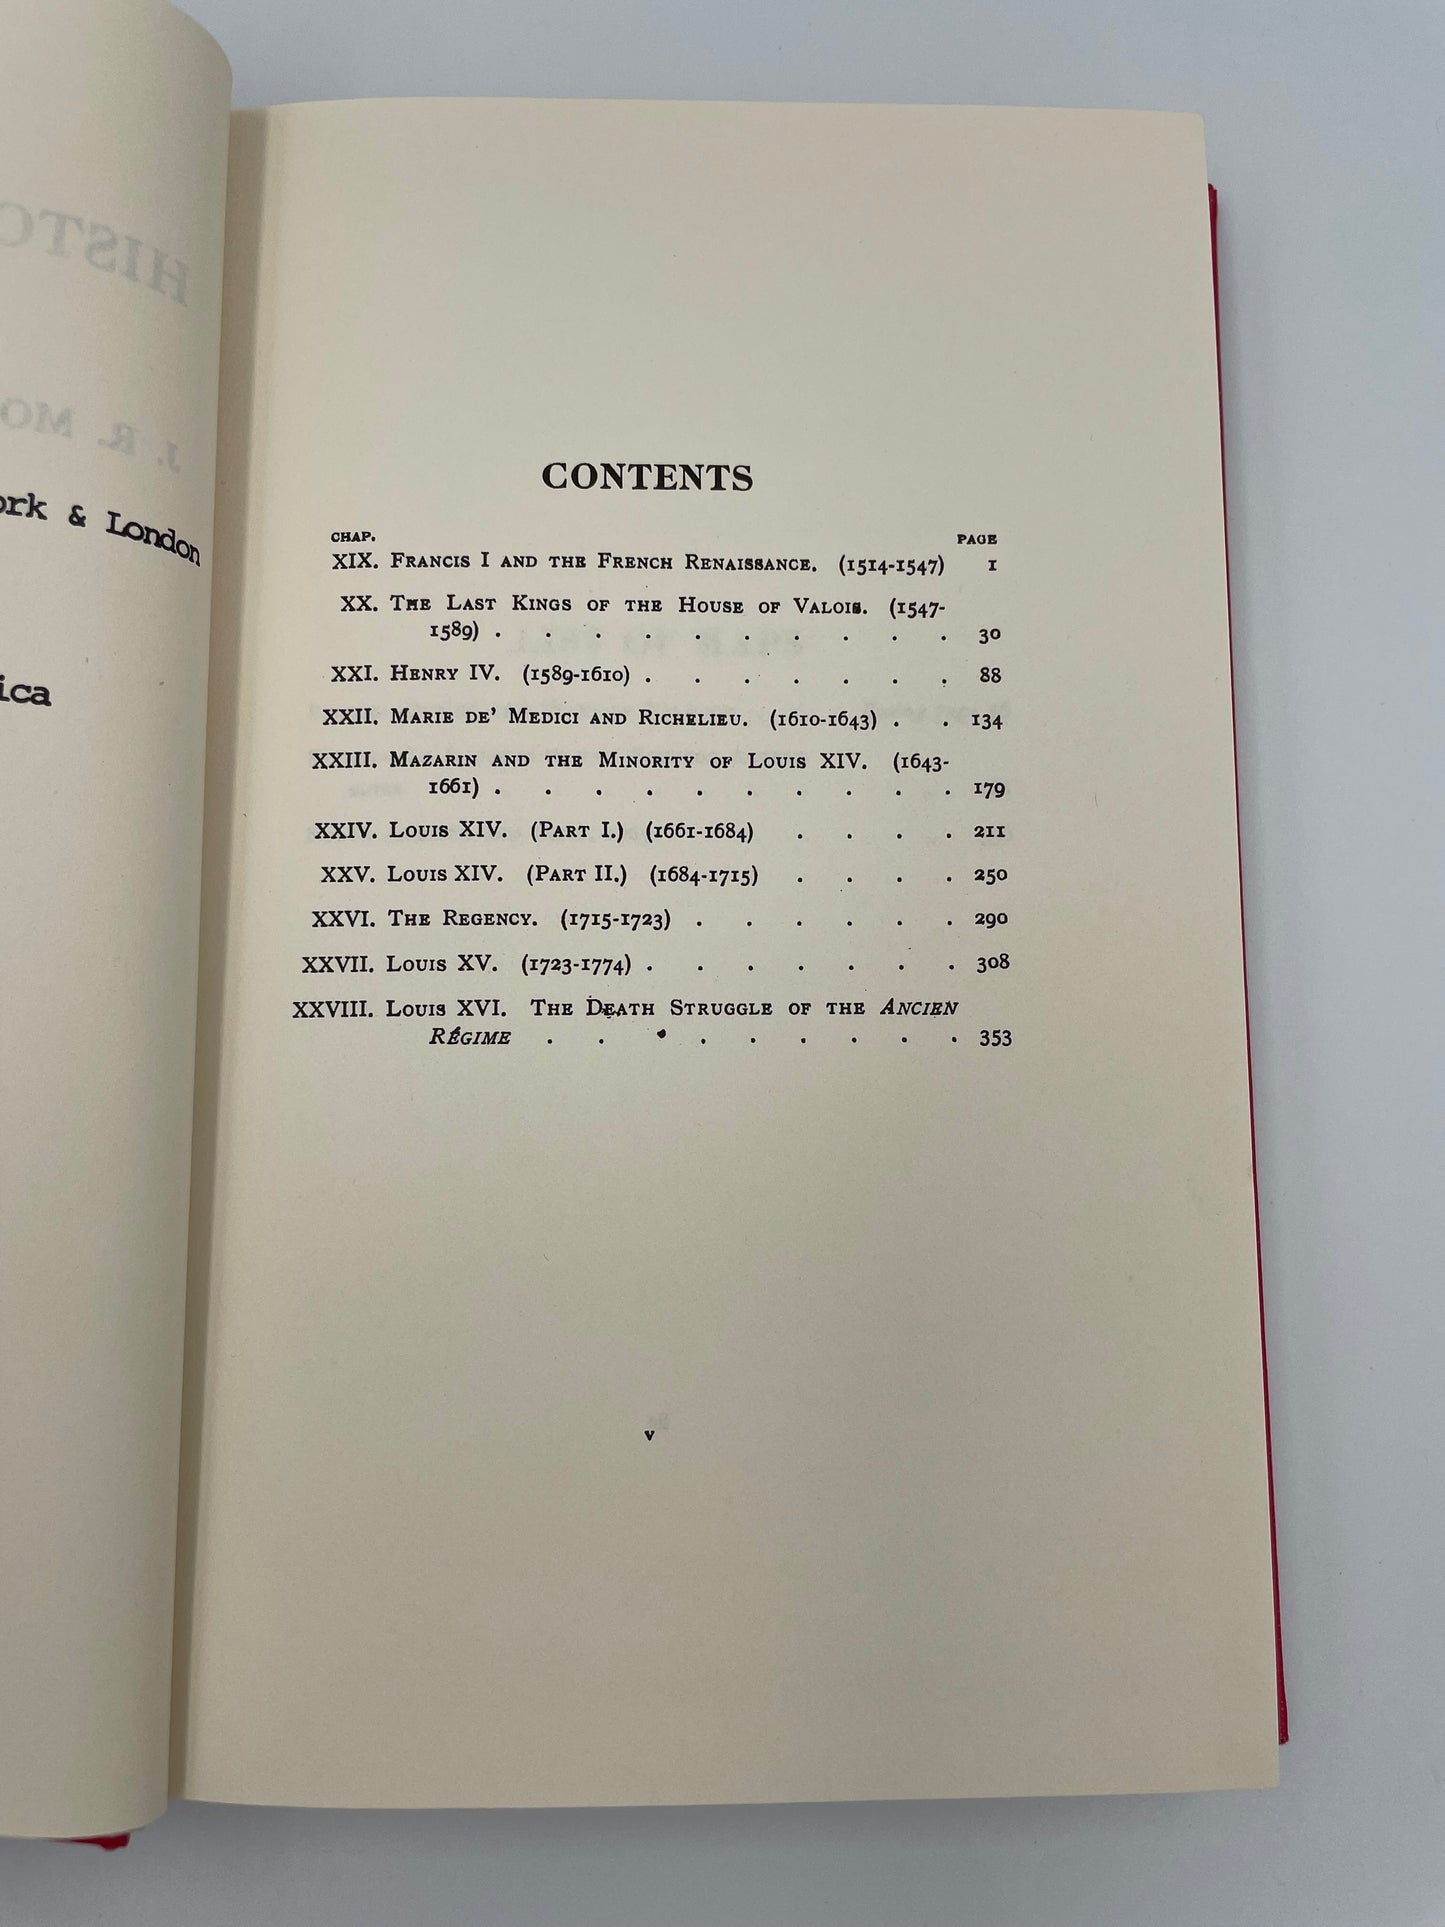 HISTO
J. R. MO
ork & London
ica
CONTENTS
CHAP. PAGE
XIX. Francis I and the French Renaissance. (1514-1547) 1
XX. The Last Kings of the House of Valois. (1547-
1589) . . . . . . . . . . 30
XXI. Henry IV. (1589-1610) . . . . . . . 88
XXII. Marie de' Medici and Richelieu. (1610-1643) . . 134
XXIII. Mazarin and the Minority of Louis XIV. (1643-
1661) . . . . . . . . . . 179
XXIV. Louis XIV. (Part I.) (1661-1684) . . . . 211
XXV. Louis XIV. (Part II.) (1684-1715) . . . . 250
XXVI. The Regency. (1715-1723) . . . . . . 290
XXVII. Louis XV. (1723-1774) . . . . . . . 308
XXVIII. Louis XVI. The Death Struggle of the Ancien
Régime . . . . . . . . . 353
v